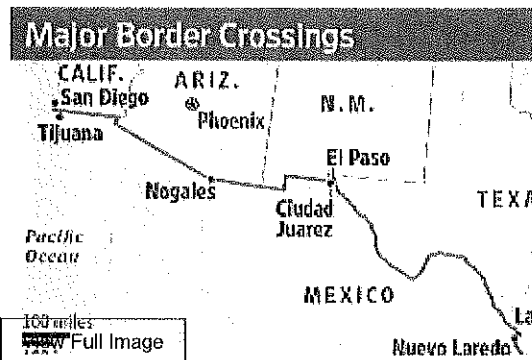 Major Border Crossings
CALIF.
ARIZ.
San Diego
N.M.
Phoenix
Tijuana
El Paso
Nogales
Ciudad
Juarez
TEXA
Pacific
Ocean
MEXICO
100 miles
La
View Full Image
Nuevo Laredo